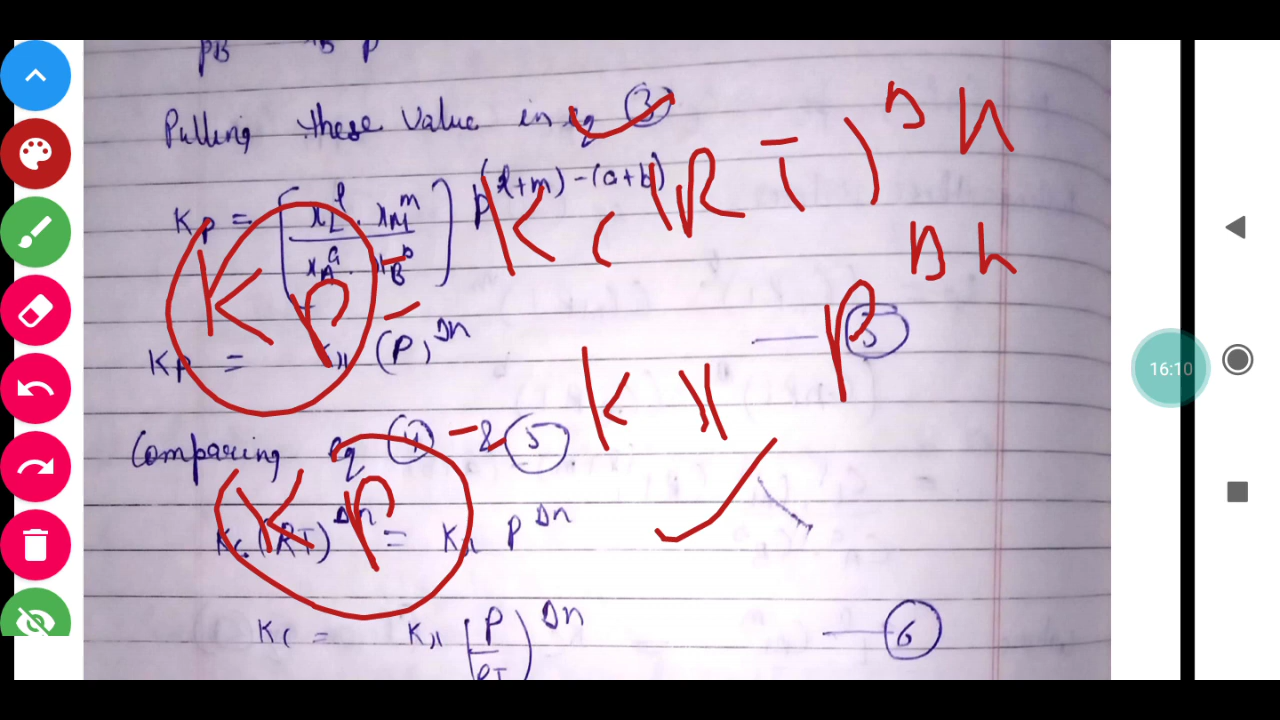 pB xB p
Putting these value in eq (3)
Kp = [xL^l . xM^m / xA^a . xB^b] p^(l+m)-(a+b)
Kp = Kx (P)^Δn — (5)
Comparing eq (4) & (5)
Kc (RT)^Δn = Kx P^Δn
Kc = Kx [P/RT]^Δn — (6)
Kp = Kc (RT)^Δn
Kp = Kx P^Δn
16:10